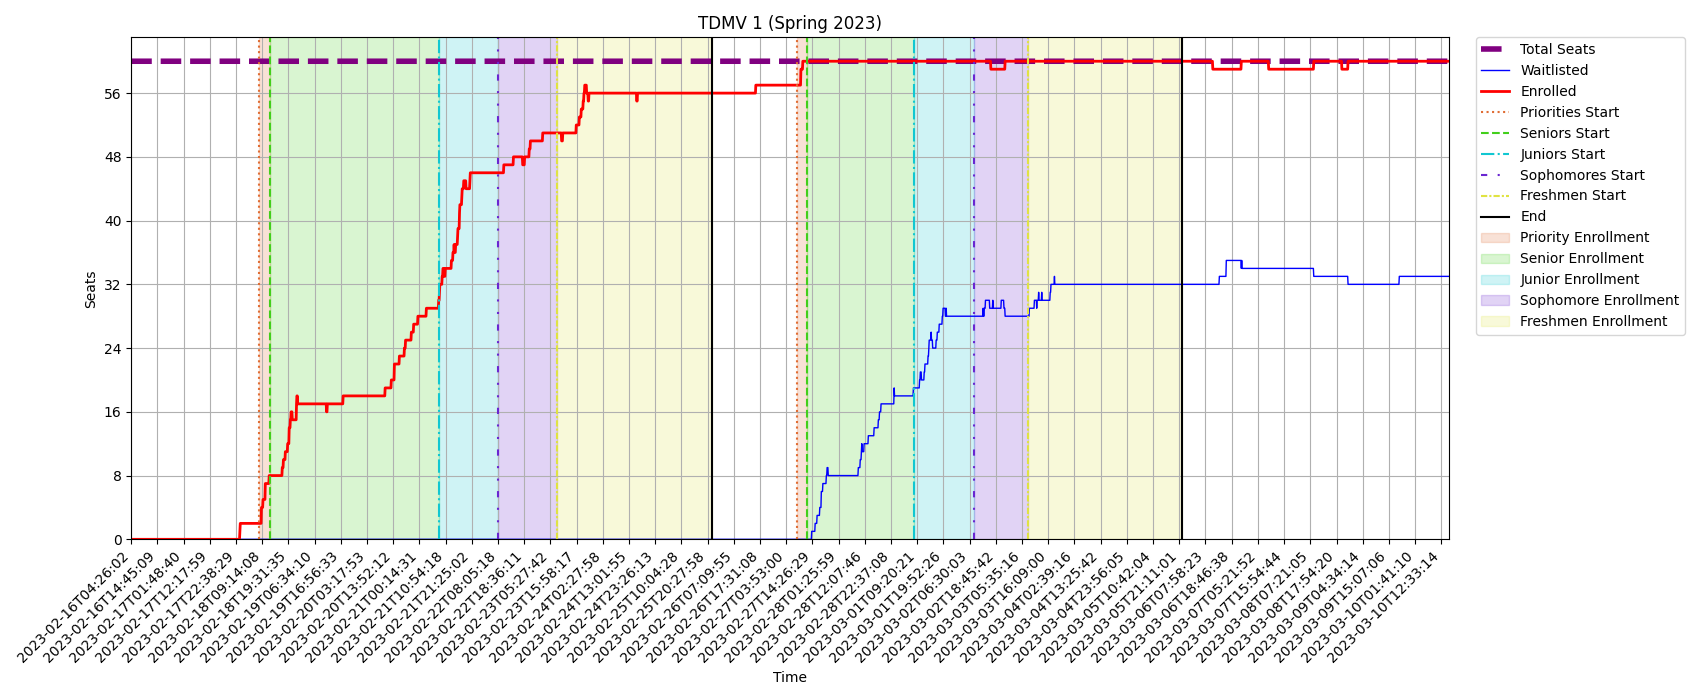 TDMV 1 (Spring 2023)
Total Seats
Waitlisted
Enrolled
Priorities Start
Seniors Start
Juniors Start
Sophomores Start
Freshmen Start
End
Priority Enrollment
Senior Enrollment
Junior Enrollment
Sophomore Enrollment
Freshmen Enrollment
Seats
56
48
40
32
24
16
8
0
2023-02-16T04:26:02
2023-02-16T14:45:09
2023-02-17T01:48:40
2023-02-17T12:17:59
2023-02-17T22:38:29
2023-02-18T09:14:08
2023-02-18T19:31:35
2023-02-19T06:34:10
2023-02-19T16:56:33
2023-02-20T03:17:53
2023-02-20T13:52:12
2023-02-21T00:14:31
2023-02-21T10:54:18
2023-02-21T21:25:02
2023-02-22T08:05:18
2023-02-22T18:36:11
2023-02-23T05:27:42
2023-02-23T15:58:17
2023-02-24T02:27:58
2023-02-24T13:01:55
2023-02-24T23:26:13
2023-02-25T10:04:28
2023-02-25T20:27:58
2023-02-26T07:09:55
2023-02-26T17:31:08
2023-02-27T03:53:00
2023-02-27T14:26:29
2023-02-28T01:25:59
2023-02-28T12:07:46
2023-02-28T22:37:08
2023-03-01T09:20:21
2023-03-01T19:52:26
2023-03-02T06:30:03
2023-03-02T18:45:42
2023-03-03T05:35:16
2023-03-03T16:09:00
2023-03-04T02:39:16
2023-03-04T13:25:42
2023-03-04T23:56:05
2023-03-05T10:42:04
2023-03-05T21:11:01
2023-03-06T07:58:23
2023-03-06T18:46:38
2023-03-07T05:21:52
2023-03-07T15:54:44
2023-03-08T07:21:05
2023-03-08T17:54:20
2023-03-09T04:34:14
2023-03-09T15:07:06
2023-03-10T01:41:10
2023-03-10T12:33:14
Time